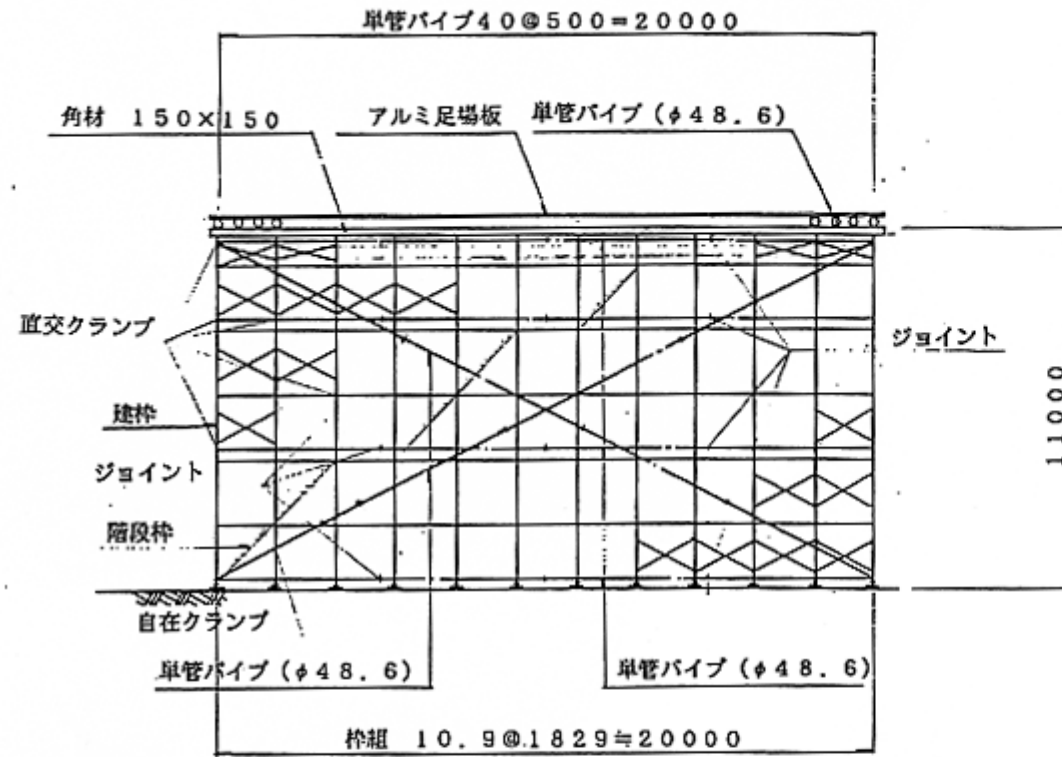 単管パイプ40@500=20000
角材 150×150
アルミ足場板
単管パイプ(φ48.6)
直交クランプ
ジョイント
建枠
ジョイント
階段枠
自在クランプ
単管パイプ(φ48.6)
単管パイプ(φ48.6)
枠組 10.9@1829≒20000
11000